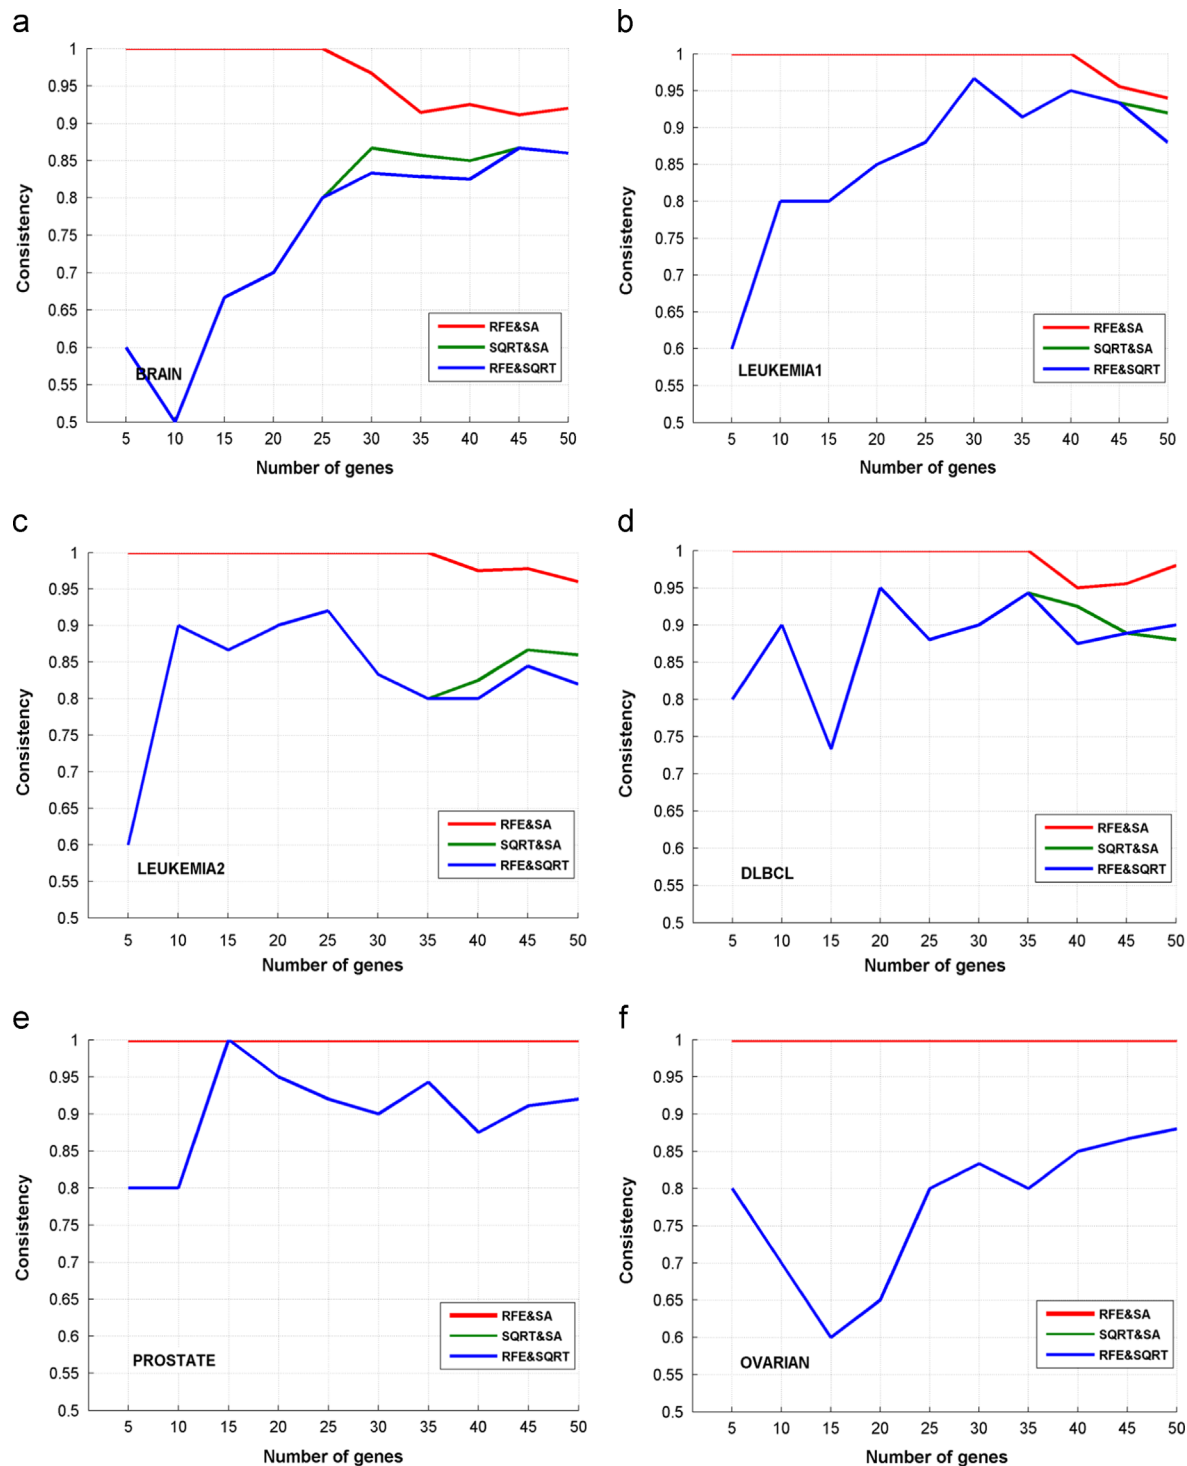 a
1
0.95
0.9
0.85
0.8
0.75
0.7
0.65
0.6
0.55
0.5
Consistency
BRAIN
RFE&SA
SQRT&SA
RFE&SQRT
5 10 15 20 25 30 35 40 45 50
Number of genes
b
1
0.95
0.9
0.85
0.8
0.75
0.7
0.65
0.6
0.55
0.5
Consistency
LEUKEMIA1
RFE&SA
SQRT&SA
RFE&SQRT
5 10 15 20 25 30 35 40 45 50
Number of genes
c
1
0.95
0.9
0.85
0.8
0.75
0.7
0.65
0.6
0.55
0.5
Consistency
LEUKEMIA2
RFE&SA
SQRT&SA
RFE&SQRT
5 10 15 20 25 30 35 40 45 50
Number of genes
d
1
0.95
0.9
0.85
0.8
0.75
0.7
0.65
0.6
0.55
0.5
Consistency
DLBCL
RFE&SA
SQRT&SA
RFE&SQRT
5 10 15 20 25 30 35 40 45 50
Number of genes
e
1
0.95
0.9
0.85
0.8
0.75
0.7
0.65
0.6
0.55
0.5
Consistency
PROSTATE
RFE&SA
SQRT&SA
RFE&SQRT
5 10 15 20 25 30 35 40 45 50
Number of genes
f
1
0.95
0.9
0.85
0.8
0.75
0.7
0.65
0.6
0.55
0.5
Consistency
OVARIAN
RFE&SA
SQRT&SA
RFE&SQRT
5 10 15 20 25 30 35 40 45 50
Number of genes